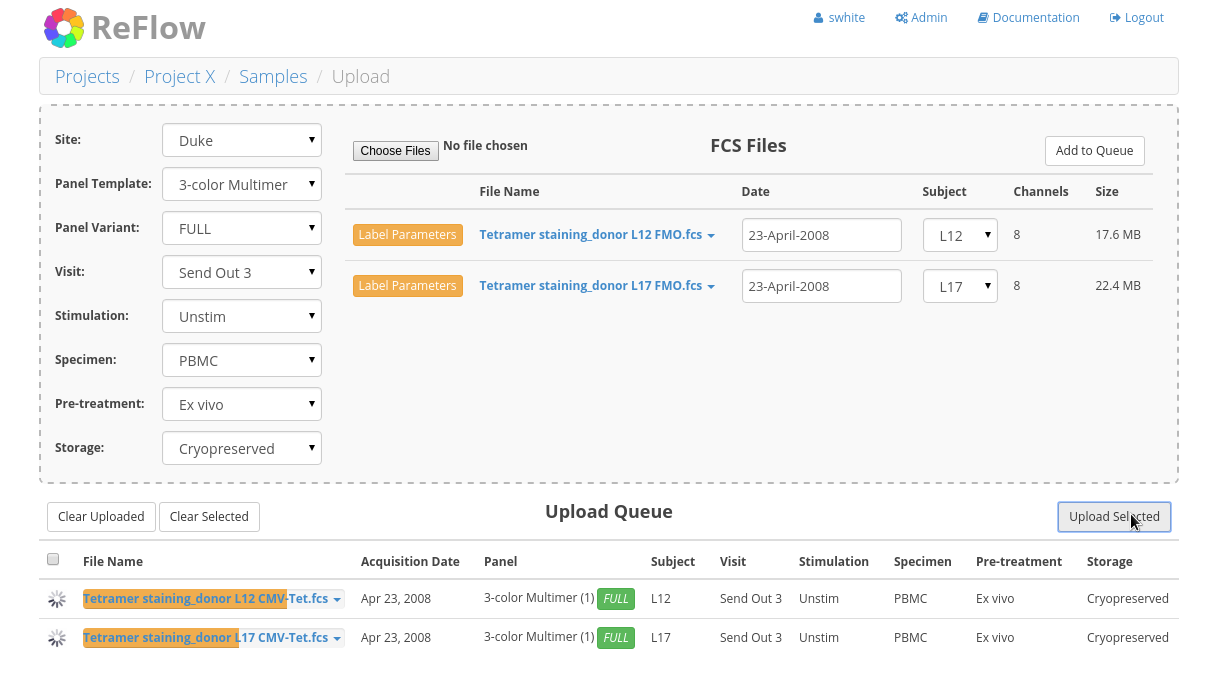 ReFlow
swhite Admin Documentation Logout
Projects / Project X / Samples / Upload
Site: Duke
Panel Template: 3-color Multimer
Panel Variant: FULL
Visit: Send Out 3
Stimulation: Unstim
Specimen: PBMC
Pre-treatment: Ex vivo
Storage: Cryopreserved
Choose Files No file chosen FCS Files Add to Queue
File Name Date Subject Channels Size
Label Parameters Tetramer staining_donor L12 FMO.fcs 23-April-2008 L12 8 17.6 MB
Label Parameters Tetramer staining_donor L17 FMO.fcs 23-April-2008 L17 8 22.4 MB
Clear Uploaded Clear Selected Upload Queue Upload Selected
File Name Acquisition Date Panel Subject Visit Stimulation Specimen Pre-treatment Storage
Tetramer staining_donor L12 CMV-Tet.fcs Apr 23, 2008 3-color Multimer (1) FULL L12 Send Out 3 Unstim PBMC Ex vivo Cryopreserved
Tetramer staining_donor L17 CMV-Tet.fcs Apr 23, 2008 3-color Multimer (1) FULL L17 Send Out 3 Unstim PBMC Ex vivo Cryopreserved